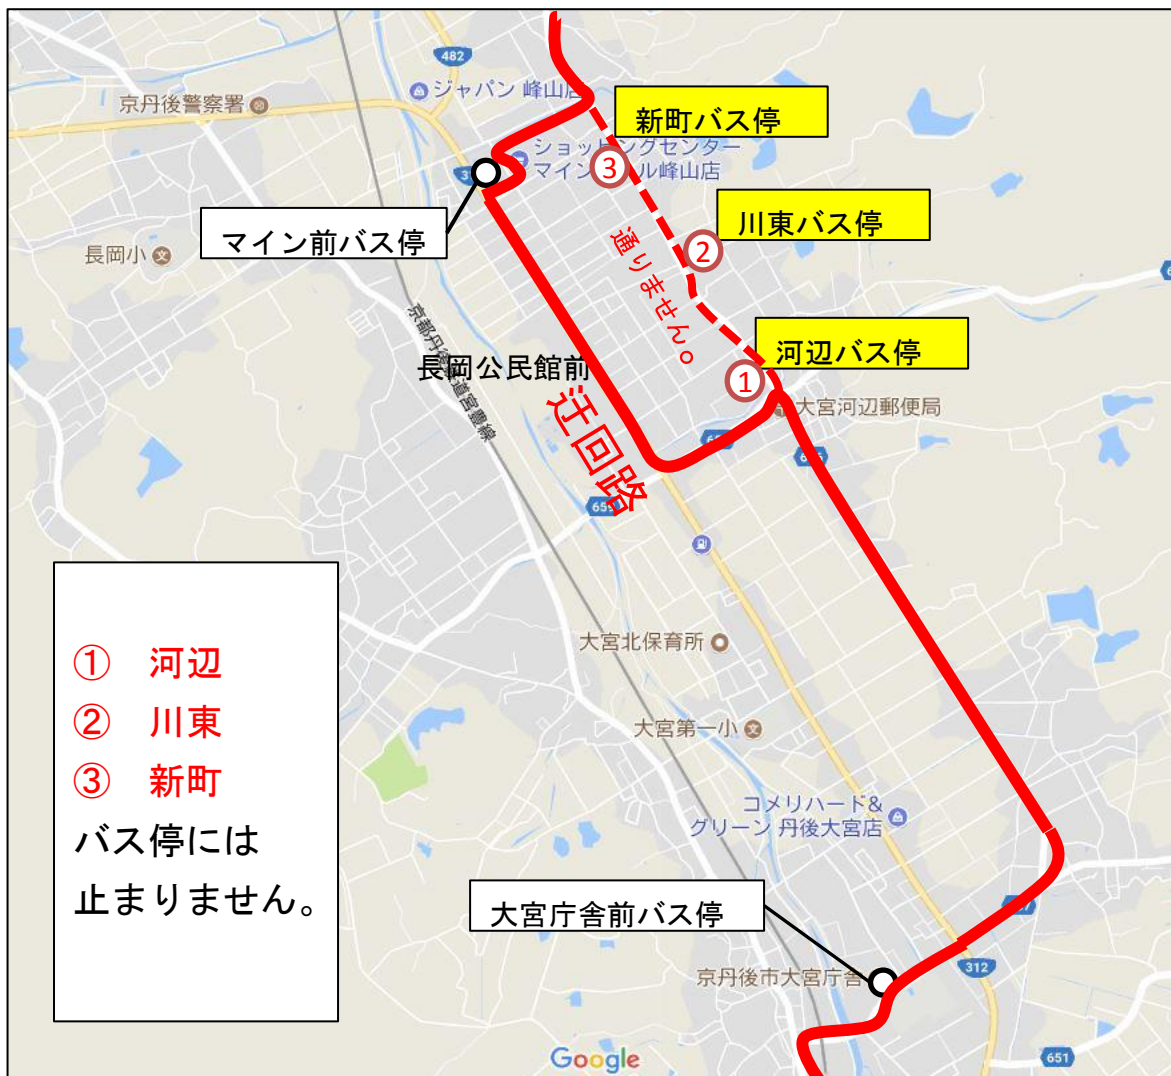 482
ジャパン 峰山店
京丹後警察署
新町バス停
ショッピングセンター
③
マイン
ル峰山店
マイン前バス停
川東バス停
②
長岡小
通りません。
河辺バス停
京都丹後鉄道宮豊線
長岡公民館前
①
大宮河辺郵便局
迂回路
659
大宮北保育所
① 河辺
② 川東
③ 新町
バス停には
止まりません。
大宮第一小
コメリハード&
グリーン 丹後大宮店
大宮庁舎前バス停
京丹後市大宮庁舎
312
651
Google